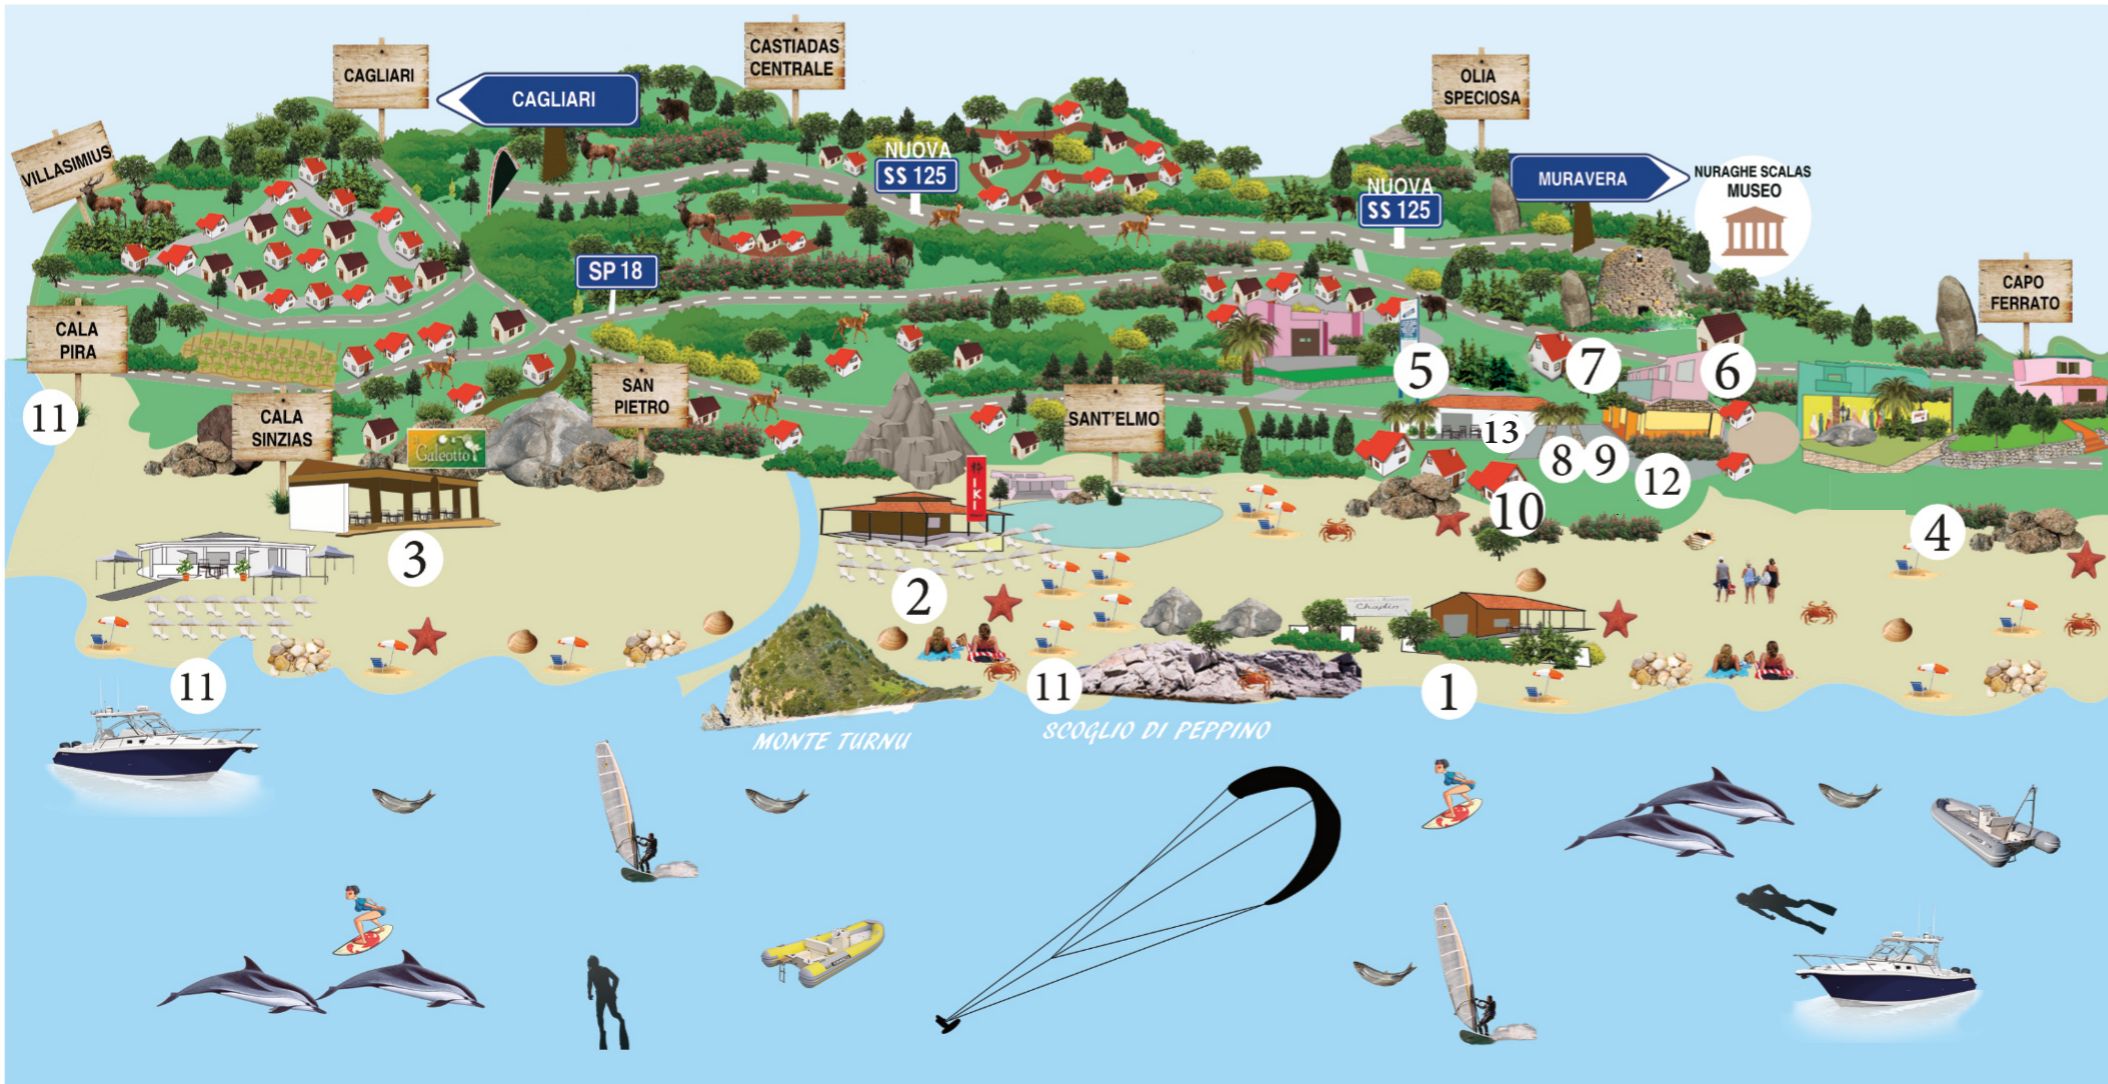 CASTIADAS
CENTRALE
CAGLIARI
CAGLIARI
OLIA
SPECIOSA
VILLASIMIUS
NUOVA
SS 125
NUOVA
SS 125
MURAVERA
NURAGHE SCALAS
MUSEO
SP 18
CAPO
FERRATO
CALA
PIRA
SAN
PIETRO
CALA
SINZIAS
SANT'ELMO
5
7
6
11
Galeotto
13
8
9
12
10
IKI
4
3
2
Chaplin
11
11
1
MONTE TURNU
SCOGLIO DI PEPPINO